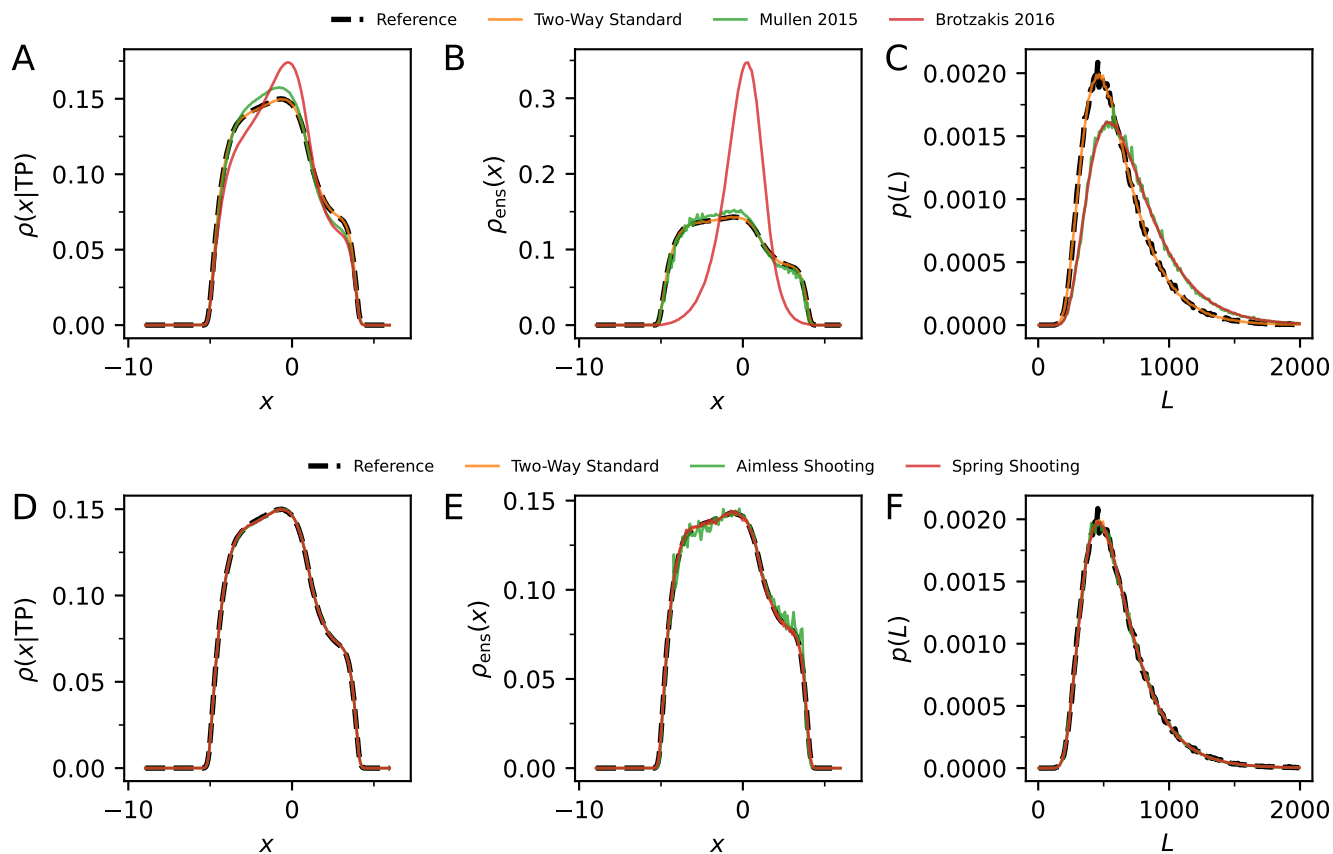 Reference Two-Way Standard Mullen 2015 Brotzakis 2016
A B C
ρ(x|TP)
0.15
0.10
0.05
0.00
−10 0
x
ρens(x)
0.3
0.2
0.1
0.0
−10 0
x
p(L)
0.0020
0.0015
0.0010
0.0005
0.0000
0 1000 2000
L
Reference Two-Way Standard Aimless Shooting Spring Shooting
D E F
ρ(x|TP)
0.15
0.10
0.05
0.00
−10 0
x
ρens(x)
0.15
0.10
0.05
0.00
−10 0
x
p(L)
0.0020
0.0015
0.0010
0.0005
0.0000
0 1000 2000
L